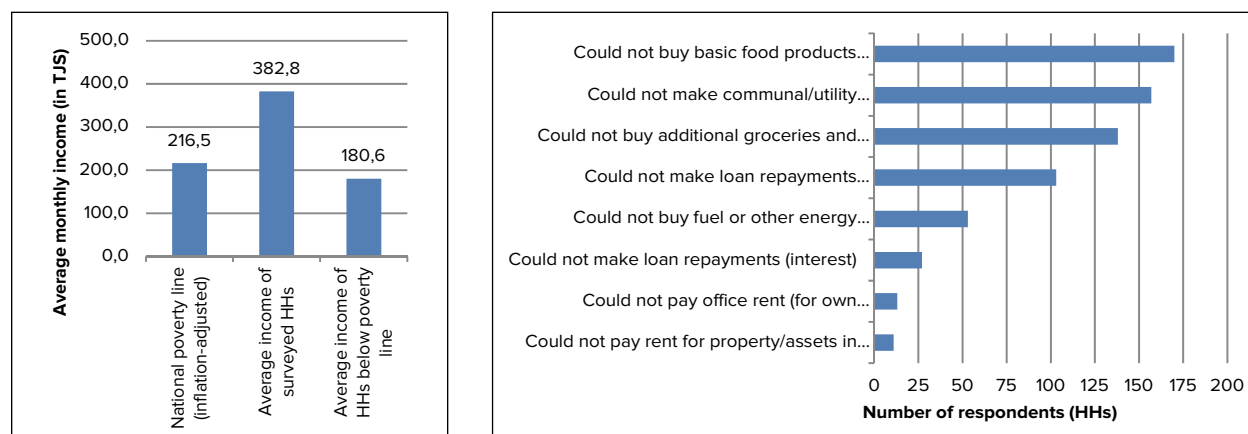 Average monthly income (in TJS)
500,0
400,0
300,0
200,0
100,0
0,0
216,5
382,8
180,6
National poverty line
(inflation-adjusted)
Average income of
surveyed HHs
Average income of
HHs below poverty
line
Could not buy basic food products...
Could not make communal/utility...
Could not buy additional groceries and...
Could not make loan repayments...
Could not buy fuel or other energy...
Could not make loan repayments (interest)
Could not pay office rent (for own...
Could not pay rent for property/assets in...
0 25 50 75 100 125 150 175 200
Number of respondents (HHs)